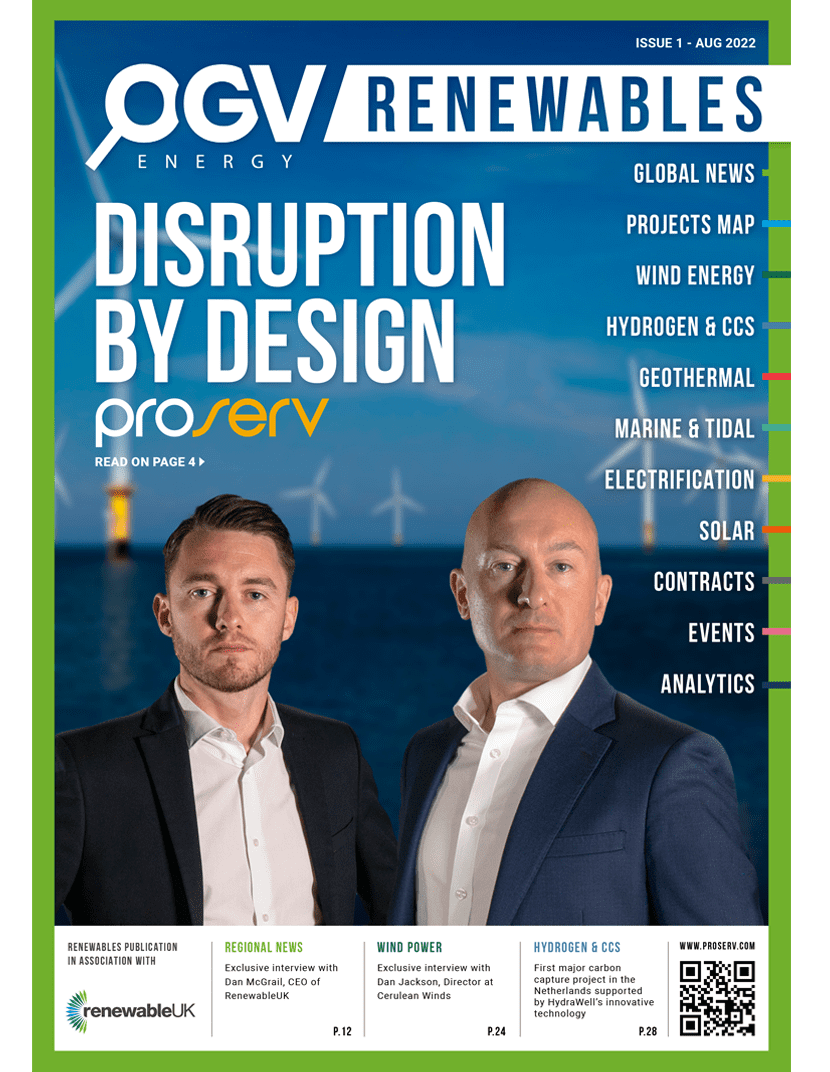 ISSUE 1 - AUG 2022
OGV RENEWABLES
ENERGY
GLOBAL NEWS
PROJECTS MAP
WIND ENERGY
HYDROGEN & CCS
GEOTHERMAL
MARINE & TIDAL
ELECTRIFICATION
SOLAR
CONTRACTS
EVENTS
ANALYTICS
DISRUPTION
BY DESIGN
proserv
READ ON PAGE 4
RENEWABLES PUBLICATION
IN ASSOCIATION WITH
renewableUK
REGIONAL NEWS
Exclusive interview with
Dan McGrail, CEO of
RenewableUK
P.12
WIND POWER
Exclusive interview with
Dan Jackson, Director at
Cerulean Winds
P.24
HYDROGEN & CCS
First major carbon
capture project in the
Netherlands supported
by HydraWell's innovative
technology
P.28
WWW.PROSERV.COM